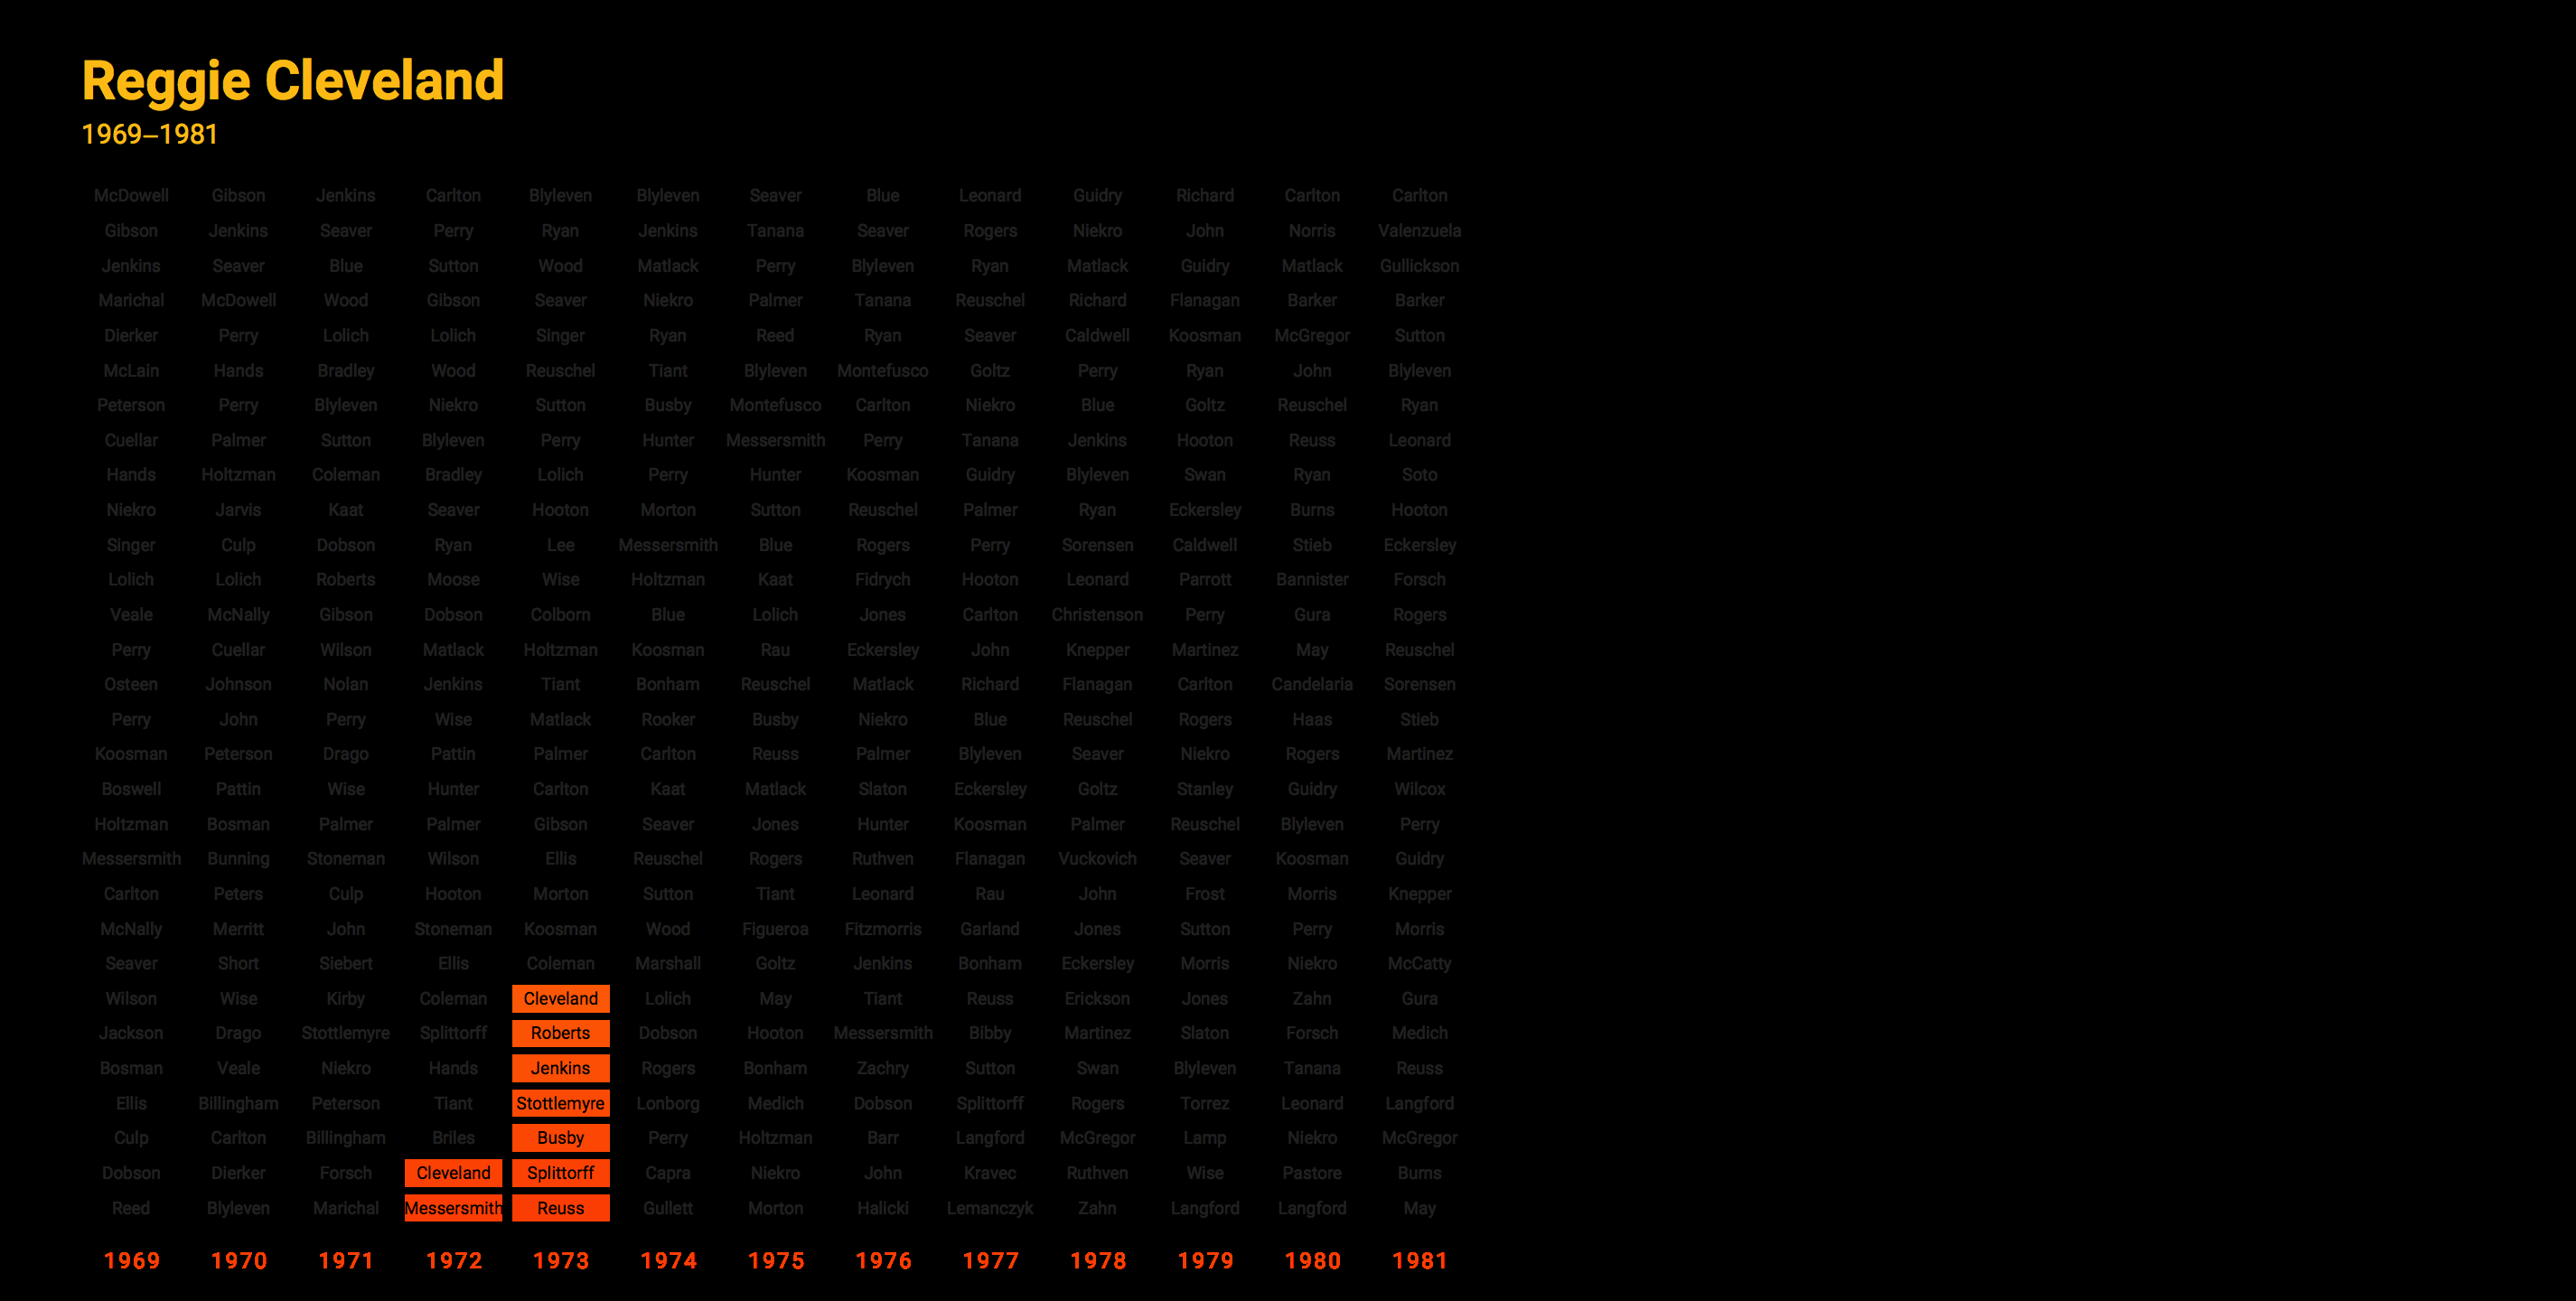 Reggie Cleveland
1969–1981
McDowell Gibson Jenkins Carlton Blyleven Blyleven Seaver Blue Leonard Guidry Richard Carlton Carlton
Gibson Jenkins Seaver Perry Ryan Jenkins Tanana Seaver Rogers Niekro John Norris Valenzuela
Jenkins Seaver Blue Sutton Wood Matlack Perry Blyleven Ryan Matlack Guidry Matlack Gullickson
Marichal McDowell Wood Gibson Seaver Niekro Palmer Tanana Reuschel Richard Flanagan Barker Barker
Dierker Perry Lolich Lolich Singer Ryan Reed Ryan Seaver Caldwell Koosman McGregor Sutton
McLain Hands Bradley Wood Reuschel Tiant Blyleven Montefusco Goltz Perry Ryan John Blyleven
Peterson Perry Blyleven Niekro Sutton Busby Montefusco Carlton Niekro Blue Goltz Reuschel Ryan
Cuellar Palmer Sutton Blyleven Perry Hunter Messersmith Perry Tanana Jenkins Hooton Reuss Leonard
Hands Holtzman Coleman Bradley Lolich Perry Hunter Koosman Guidry Blyleven Swan Ryan Soto
Niekro Jarvis Kaat Seaver Hooton Morton Sutton Reuschel Palmer Ryan Eckersley Burns Hooton
Singer Culp Dobson Ryan Lee Messersmith Blue Rogers Perry Sorensen Caldwell Stieb Eckersley
Lolich Lolich Roberts Moose Wise Holtzman Kaat Fidrych Hooton Leonard Parrott Bannister Forsch
Veale McNally Gibson Dobson Colborn Blue Lolich Jones Carlton Christenson Perry Gura Rogers
Perry Cuellar Wilson Matlack Holtzman Koosman Rau Eckersley John Knepper Martinez May Reuschel
Osteen Johnson Nolan Jenkins Tiant Bonham Reuschel Matlack Richard Flanagan Carlton Candelaria Sorensen
Perry John Perry Wise Matlack Rooker Busby Niekro Blue Reuschel Rogers Haas Stieb
Koosman Peterson Drago Pattin Palmer Carlton Reuss Palmer Blyleven Seaver Niekro Rogers Martinez
Boswell Pattin Wise Hunter Carlton Kaat Matlack Slaton Eckersley Goltz Stanley Guidry Wilcox
Holtzman Bosman Palmer Palmer Gibson Seaver Jones Hunter Koosman Palmer Reuschel Blyleven Perry
Messersmith Bunning Stoneman Wilson Ellis Reuschel Rogers Ruthven Flanagan Vuckovich Seaver Koosman Guidry
Carlton Peters Culp Hooton Morton Sutton Tiant Leonard Rau John Frost Morris Knepper
McNally Merritt John Stoneman Koosman Wood Figueroa Fitzmorris Garland Jones Sutton Perry Morris
Seaver Short Siebert Ellis Coleman Marshall Goltz Jenkins Bonham Eckersley Morris Niekro McCatty
Wilson Wise Kirby Coleman Cleveland Lolich May Tiant Reuss Erickson Jones Zahn Gura
Jackson Drago Stottlemyre Splittorff Roberts Dobson Hooton Messersmith Bibby Martinez Slaton Forsch Medich
Bosman Veale Niekro Hands Jenkins Rogers Bonham Zachry Sutton Swan Blyleven Tanana Reuss
Ellis Billingham Peterson Tiant Stottlemyre Lonborg Medich Dobson Splittorff Rogers Torrez Leonard Langford
Culp Carlton Billingham Briles Busby Perry Holtzman Barr Langford McGregor Lamp Niekro McGregor
Dobson Dierker Forsch Cleveland Splittorff Capra Niekro John Kravec Ruthven Wise Pastore Burns
Reed Blyleven Marichal Messersmith Reuss Gullett Morton Halicki Lemanczyk Zahn Langford Langford May
1969 1970 1971 1972 1973 1974 1975 1976 1977 1978 1979 1980 1981